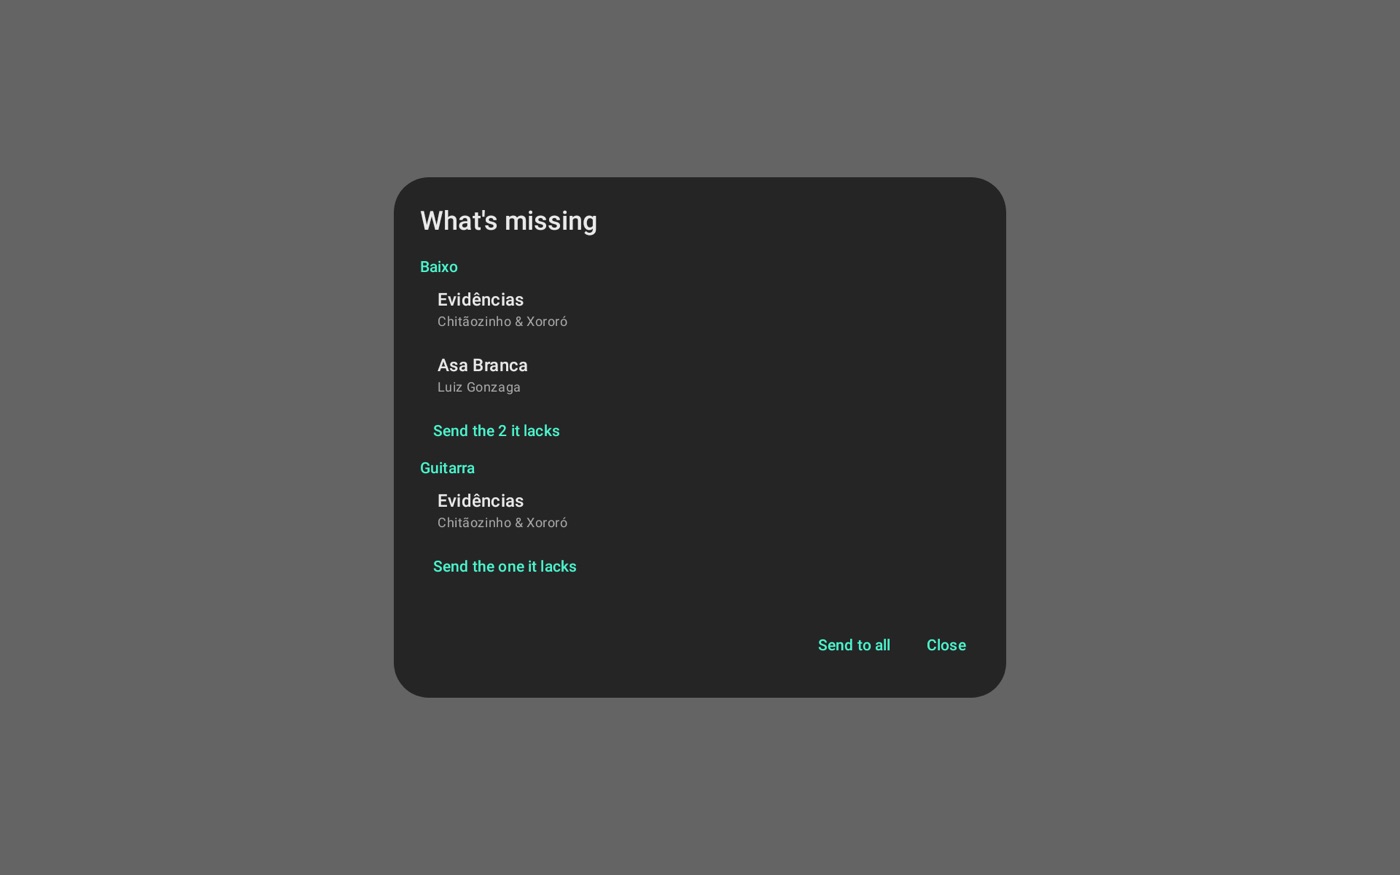 What's missing
Baixo
Evidências
Chitãozinho & Xororó
Asa Branca
Luiz Gonzaga
Send the 2 it lacks
Guitarra
Evidências
Chitãozinho & Xororó
Send the one it lacks
Send to all
Close